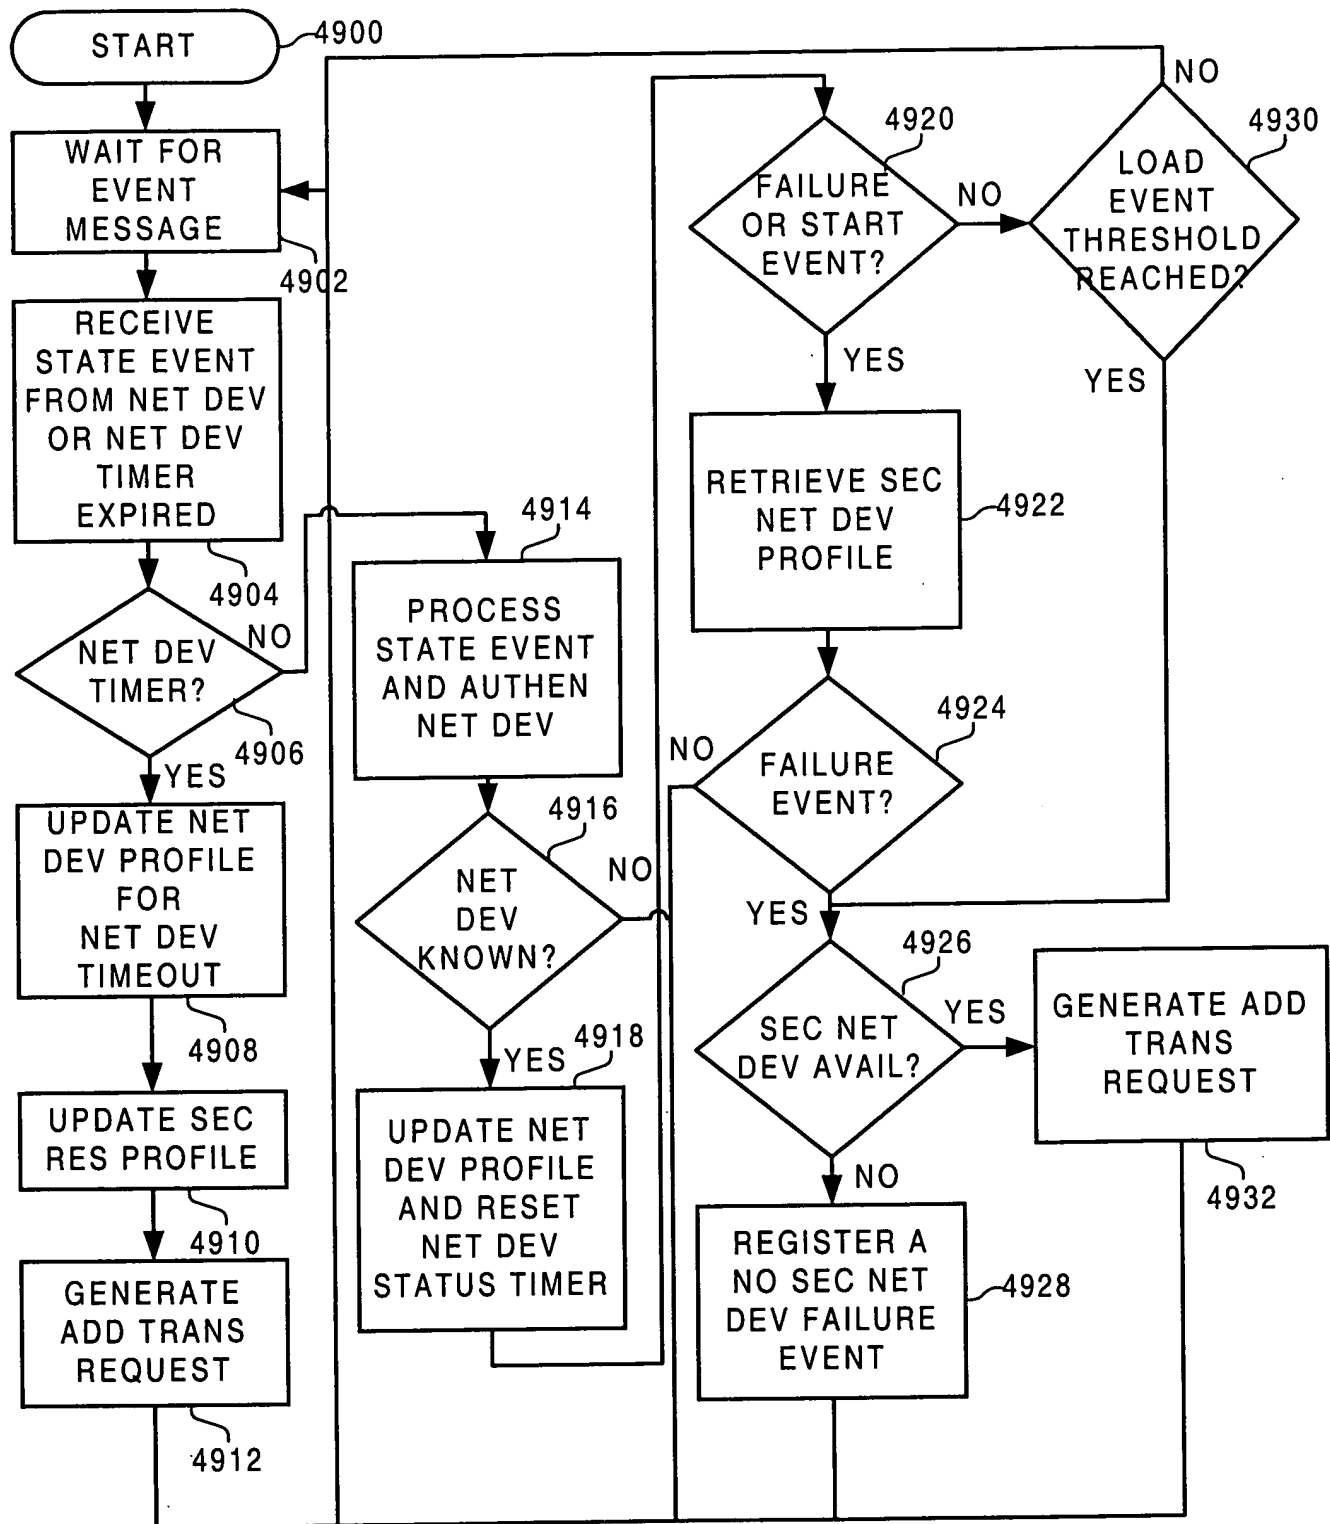 START
4900
WAIT FOR
EVENT
MESSAGE
4902
RECEIVE
STATE EVENT
FROM NET DEV
OR NET DEV
TIMER
EXPIRED
4904
NET DEV
TIMER?
NO
4906
YES
UPDATE NET
DEV PROFILE
FOR
NET DEV
TIMEOUT
4908
UPDATE SEC
RES PROFILE
4910
GENERATE
ADD TRANS
REQUEST
4912
4914
PROCESS
STATE EVENT
AND AUTHEN
NET DEV
4916
NET
DEV
KNOWN?
NO
YES
4918
UPDATE NET
DEV PROFILE
AND RESET
NET DEV
STATUS TIMER
4920
FAILURE
OR START
EVENT?
NO
YES
RETRIEVE SEC
NET DEV
PROFILE
4922
4924
FAILURE
EVENT?
NO
YES
4926
SEC NET
DEV AVAIL?
YES
NO
REGISTER A
NO SEC NET
DEV FAILURE
EVENT
4928
NO
4930
LOAD
EVENT
THRESHOLD
REACHED?
YES
GENERATE ADD
TRANS
REQUEST
4932